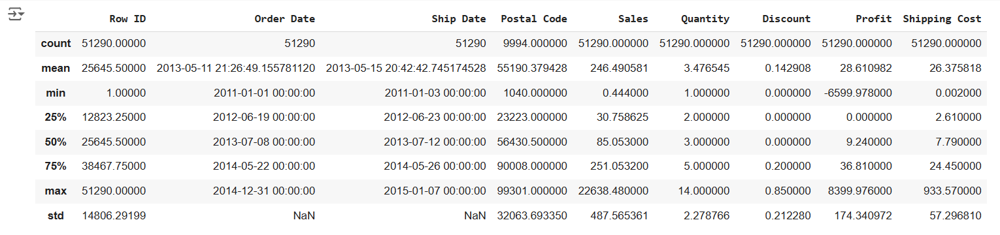 Row ID Order Date Ship Date Postal Code Sales Quantity Discount Profit Shipping Cost
count 51290.00000 51290 51290 9994.000000 51290.000000 51290.000000 51290.000000 51290.000000 51290.000000
mean 25645.50000 2013-05-11 21:26:49.155781120 2013-05-15 20:42:42.745174528 55190.379428 246.490581 3.476545 0.142908 28.610982 26.375818
min 1.00000 2011-01-01 00:00:00 2011-01-03 00:00:00 1040.000000 0.444000 1.000000 0.000000 -6599.978000 0.002000
25% 12823.25000 2012-06-19 00:00:00 2012-06-23 00:00:00 23223.000000 30.758625 2.000000 0.000000 0.000000 2.610000
50% 25645.50000 2013-07-08 00:00:00 2013-07-12 00:00:00 56430.500000 85.053000 3.000000 0.000000 9.240000 7.790000
75% 38467.75000 2014-05-22 00:00:00 2014-05-26 00:00:00 90008.000000 251.053200 5.000000 0.200000 36.810000 24.450000
max 51290.00000 2014-12-31 00:00:00 2015-01-07 00:00:00 99301.000000 22638.480000 14.000000 0.850000 8399.976000 933.570000
std 14806.29199 NaN NaN 32063.693350 487.565361 2.278766 0.212280 174.340972 57.296810